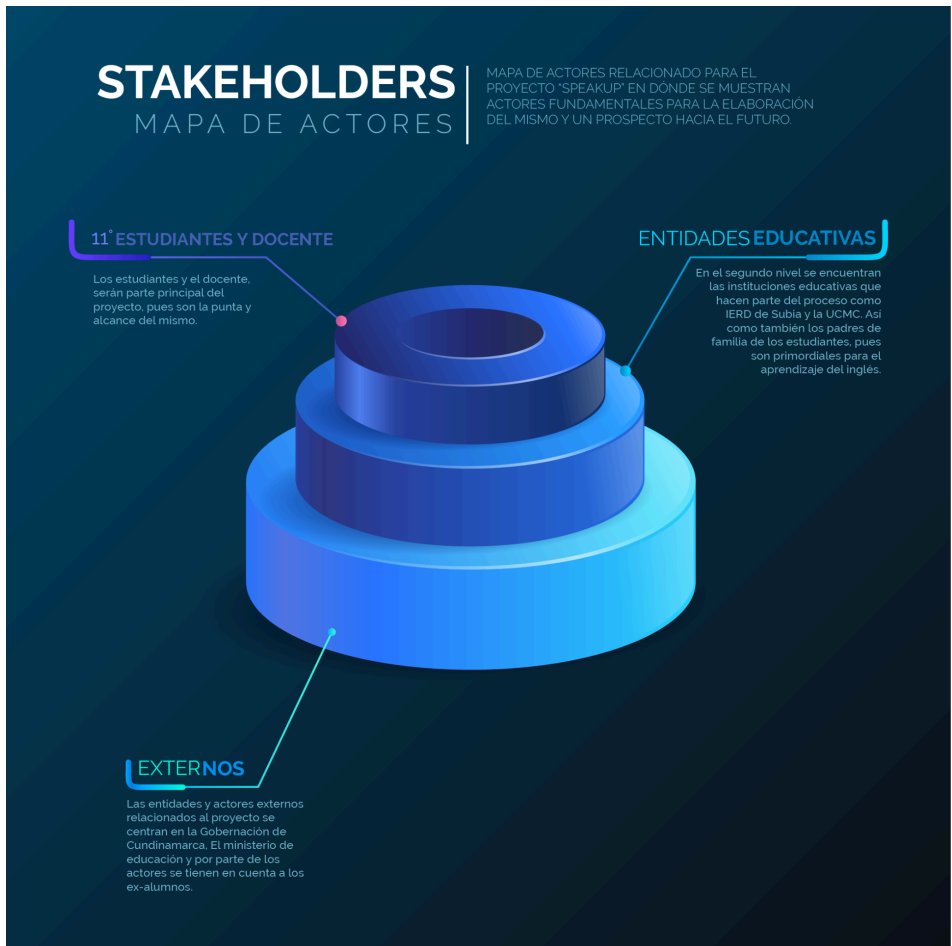 STAKEHOLDERS
MAPA DE ACTORES
MAPA DE ACTORES RELACIONADO PARA EL
PROYECTO "SPEAKUP" EN DÓNDE SE MUESTRAN
ACTORES FUNDAMENTALES PARA LA ELABORACIÓN
DEL MISMO Y UN PROSPECTO HACIA EL FUTURO.
11° ESTUDIANTES Y DOCENTE
Los estudiantes y el docente,
serán parte principal del
proyecto, pues son la punta y
alcance del mismo.
ENTIDADES EDUCATIVAS
En el segundo nivel se encuentran
las instituciones educativas que
hacen parte del proceso como
IERD de Subia y la UCMC. Así
como también los padres de
familia de los estudiantes, pues
son primordiales para el
aprendizaje del inglés.
EXTERNOS
Las entidades y actores externos
relacionados al proyecto se
centran en la Gobernación de
Cundinamarca, El ministerio de
educación y por parte de los
actores se tienen en cuenta a los
ex-alumnos.